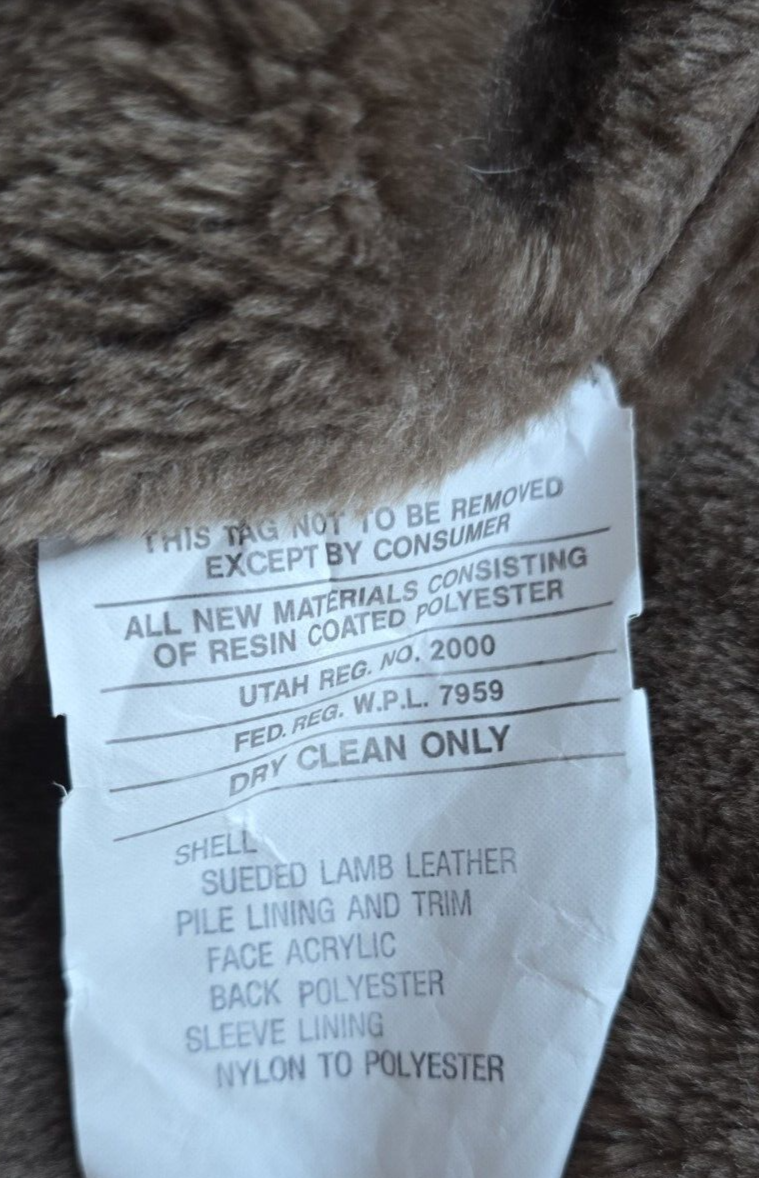 THIS TAG NOT TO BE REMOVED
EXCEPT BY CONSUMER
ALL NEW MATERIALS CONSISTING
OF RESIN COATED POLYESTER
UTAH REG. NO. 2000
FED. REG. W.P.L. 7959
DRY CLEAN ONLY
SHELL
SUEDED LAMB LEATHER
PILE LINING AND TRIM
FACE ACRYLIC
BACK POLYESTER
SLEEVE LINING
NYLON TO POLYESTER